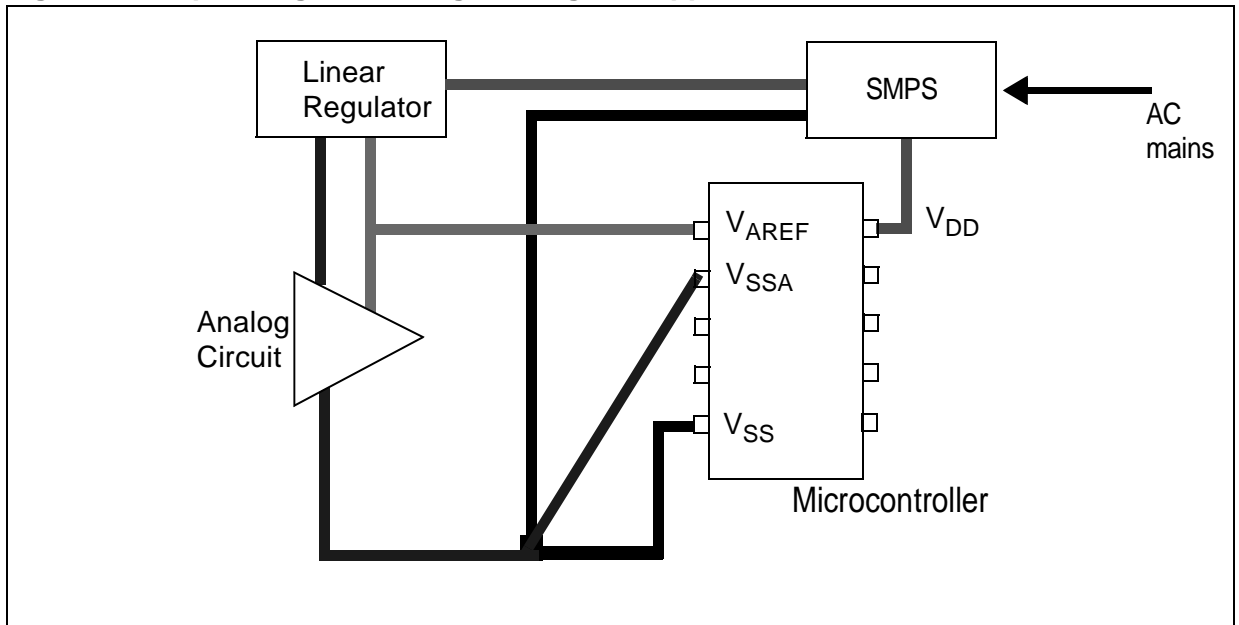 Linear
Regulator
SMPS
AC
mains
VAREF
VDD
VSSA
Analog
Circuit
VSS
Microcontroller